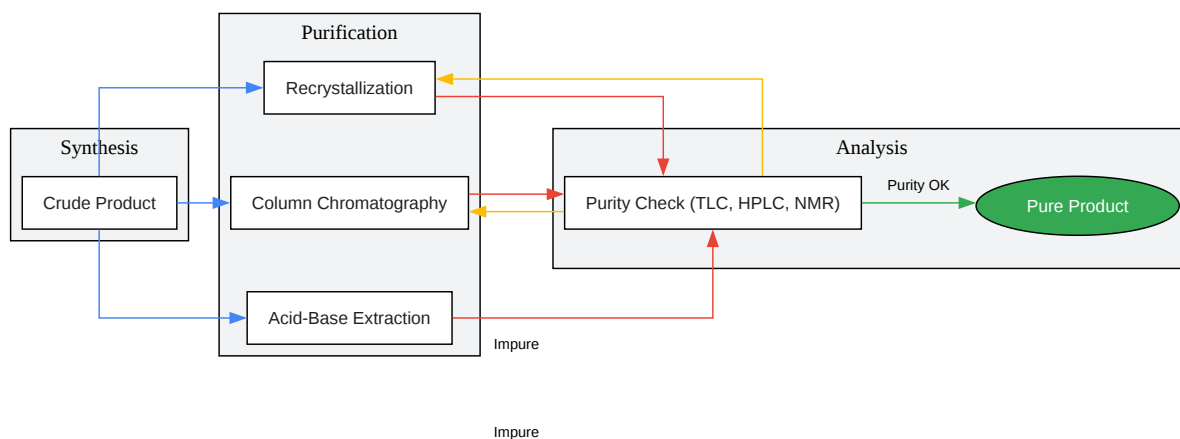 Purification
Recrystallization
Synthesis
Crude Product
Column Chromatography
Acid-Base Extraction
Analysis
Purity Check (TLC, HPLC, NMR)
Purity OK
Pure Product
Impure
Impure